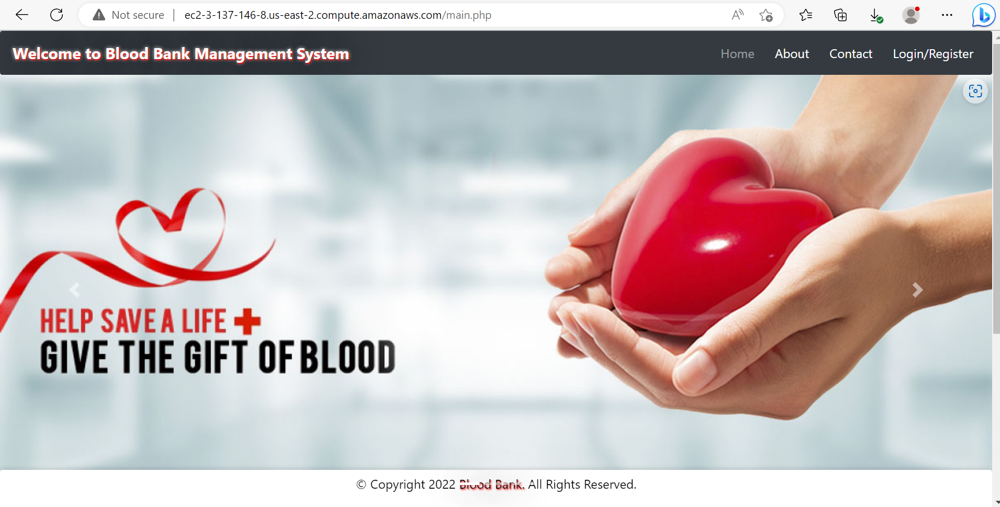 Not secure | ec2-3-137-146-8.us-east-2.compute.amazonaws.com/main.php
Welcome to Blood Bank Management System
Home About Contact Login/Register
HELP SAVE A LIFE
GIVE THE GIFT OF BLOOD
© Copyright 2022 Blood Bank. All Rights Reserved.